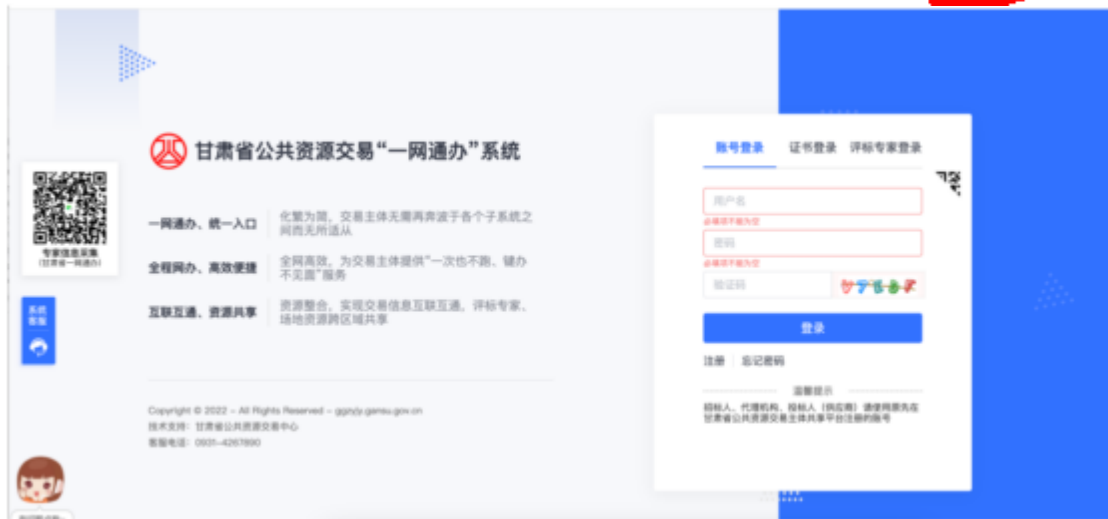 甘肃省公共资源交易“一网通办”系统
专家信息采集
(甘肃省一网通办)
一网通办、统一入口
化繁为简，交易主体无需再奔波于各个子系统之
间而无所适从
全程网办、高效便捷
全网高效，为交易主体提供“一次也不跑、键办
不见面”服务
互联互通、资源共享
资源整合，实现交易信息互联互通，评标专家、
场地资源跨区域共享
系统
客服
Copyright © 2022 - All Rights Reserved - ggzyjy.gansu.gov.cn
技术支持：甘肃省公共资源交易中心
客服电话：0931-4267890
账号登录 证书登录 评标专家登录
用户名
必填项不能为空
密码
必填项不能为空
验证码
登录
注册 忘记密码
温馨提示
招标人、代理机构、投标人（供应商）请使用原先在
甘肃省公共资源交易主体共享平台注册的账号